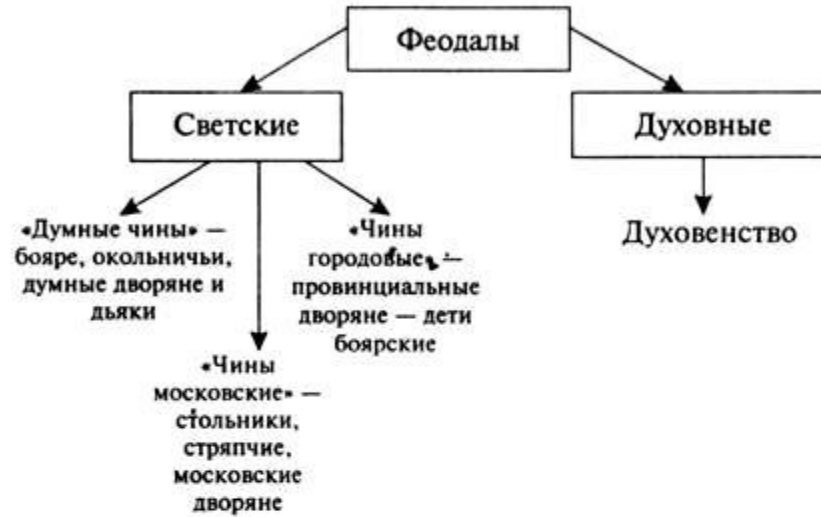 Феодалы
Светские
Духовные
«Думные чины» —
бояре, окольничьи,
думные дворяне и
дьяки
«Чины
городовые» —
провинциальные
дворяне — дети
боярские
Духовенство
«Чины
московские» —
стольники,
стряпчие,
московские
дворяне